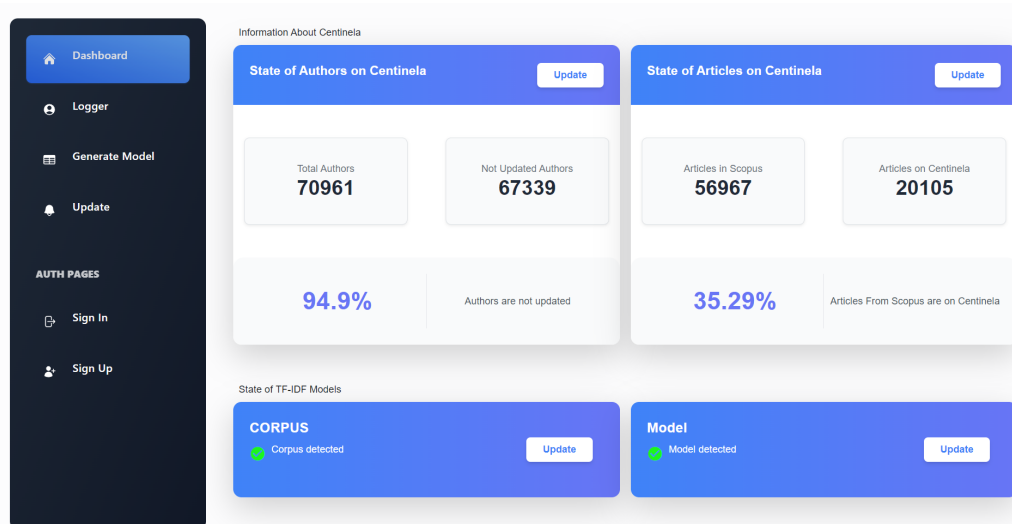 Dashboard
Logger
Generate Model
Update
AUTH PAGES
Sign In
Sign Up
Information About Centinela
State of Authors on Centinela
Update
Total Authors
70961
Not Updated Authors
67339
94.9%
Authors are not updated
State of Articles on Centinela
Update
Articles in Scopus
56967
Articles on Centinela
20105
35.29%
Articles From Scopus are on Centinela
State of TF-IDF Models
CORPUS
Corpus detected
Update
Model
Model detected
Update